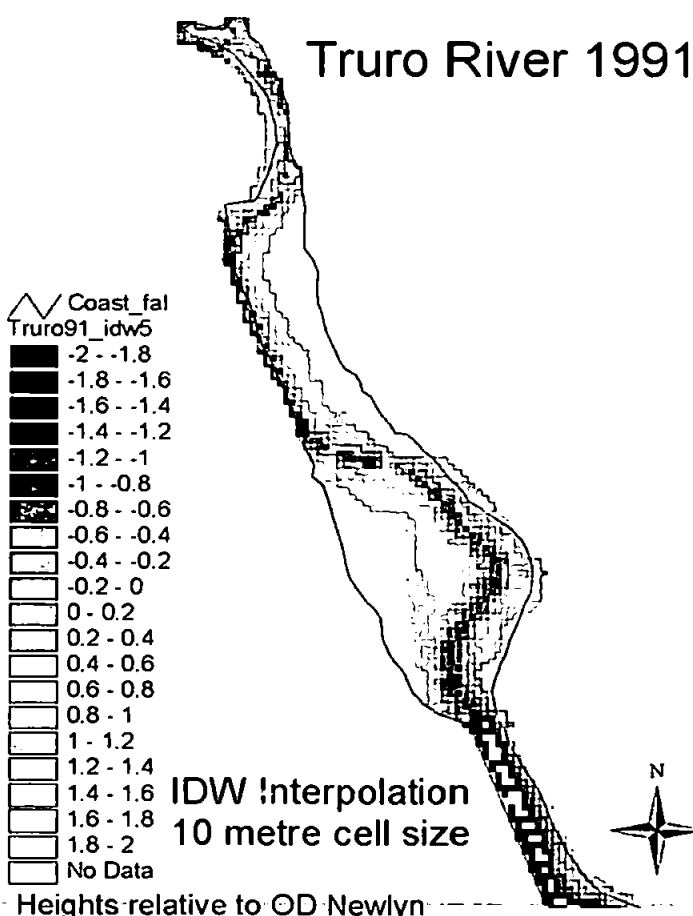 Truro River 1991
Coast_fal
Truro91_idw5
-2 - -1.8
-1.8 - -1.6
-1.6 - -1.4
-1.4 - -1.2
-1.2 - -1
-1 - -0.8
-0.8 - -0.6
-0.6 - -0.4
-0.4 - -0.2
-0.2 - 0
0 - 0.2
0.2 - 0.4
0.4 - 0.6
0.6 - 0.8
0.8 - 1
1 - 1.2
1.2 - 1.4
1.4 - 1.6
1.6 - 1.8
1.8 - 2
No Data
IDW Interpolation
10 metre cell size
N
Heights relative to OD Newlyn